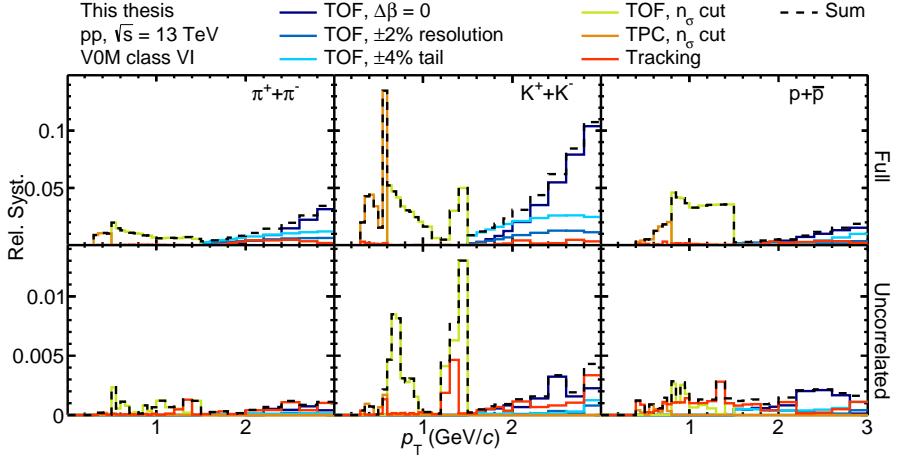 This thesis
pp, √s = 13 TeV
V0M class VI
TOF, Δβ = 0
TOF, ±2% resolution
TOF, ±4% tail
TOF, nσ cut
TPC, nσ cut
Tracking
Sum
π⁺+π⁻
K⁺+K⁻
p+p̅
Rel. Syst.
0.1
0.05
Full
0.01
0.005
0
Uncorrelated
1 2
1 2
1 2 3
pT (GeV/c)